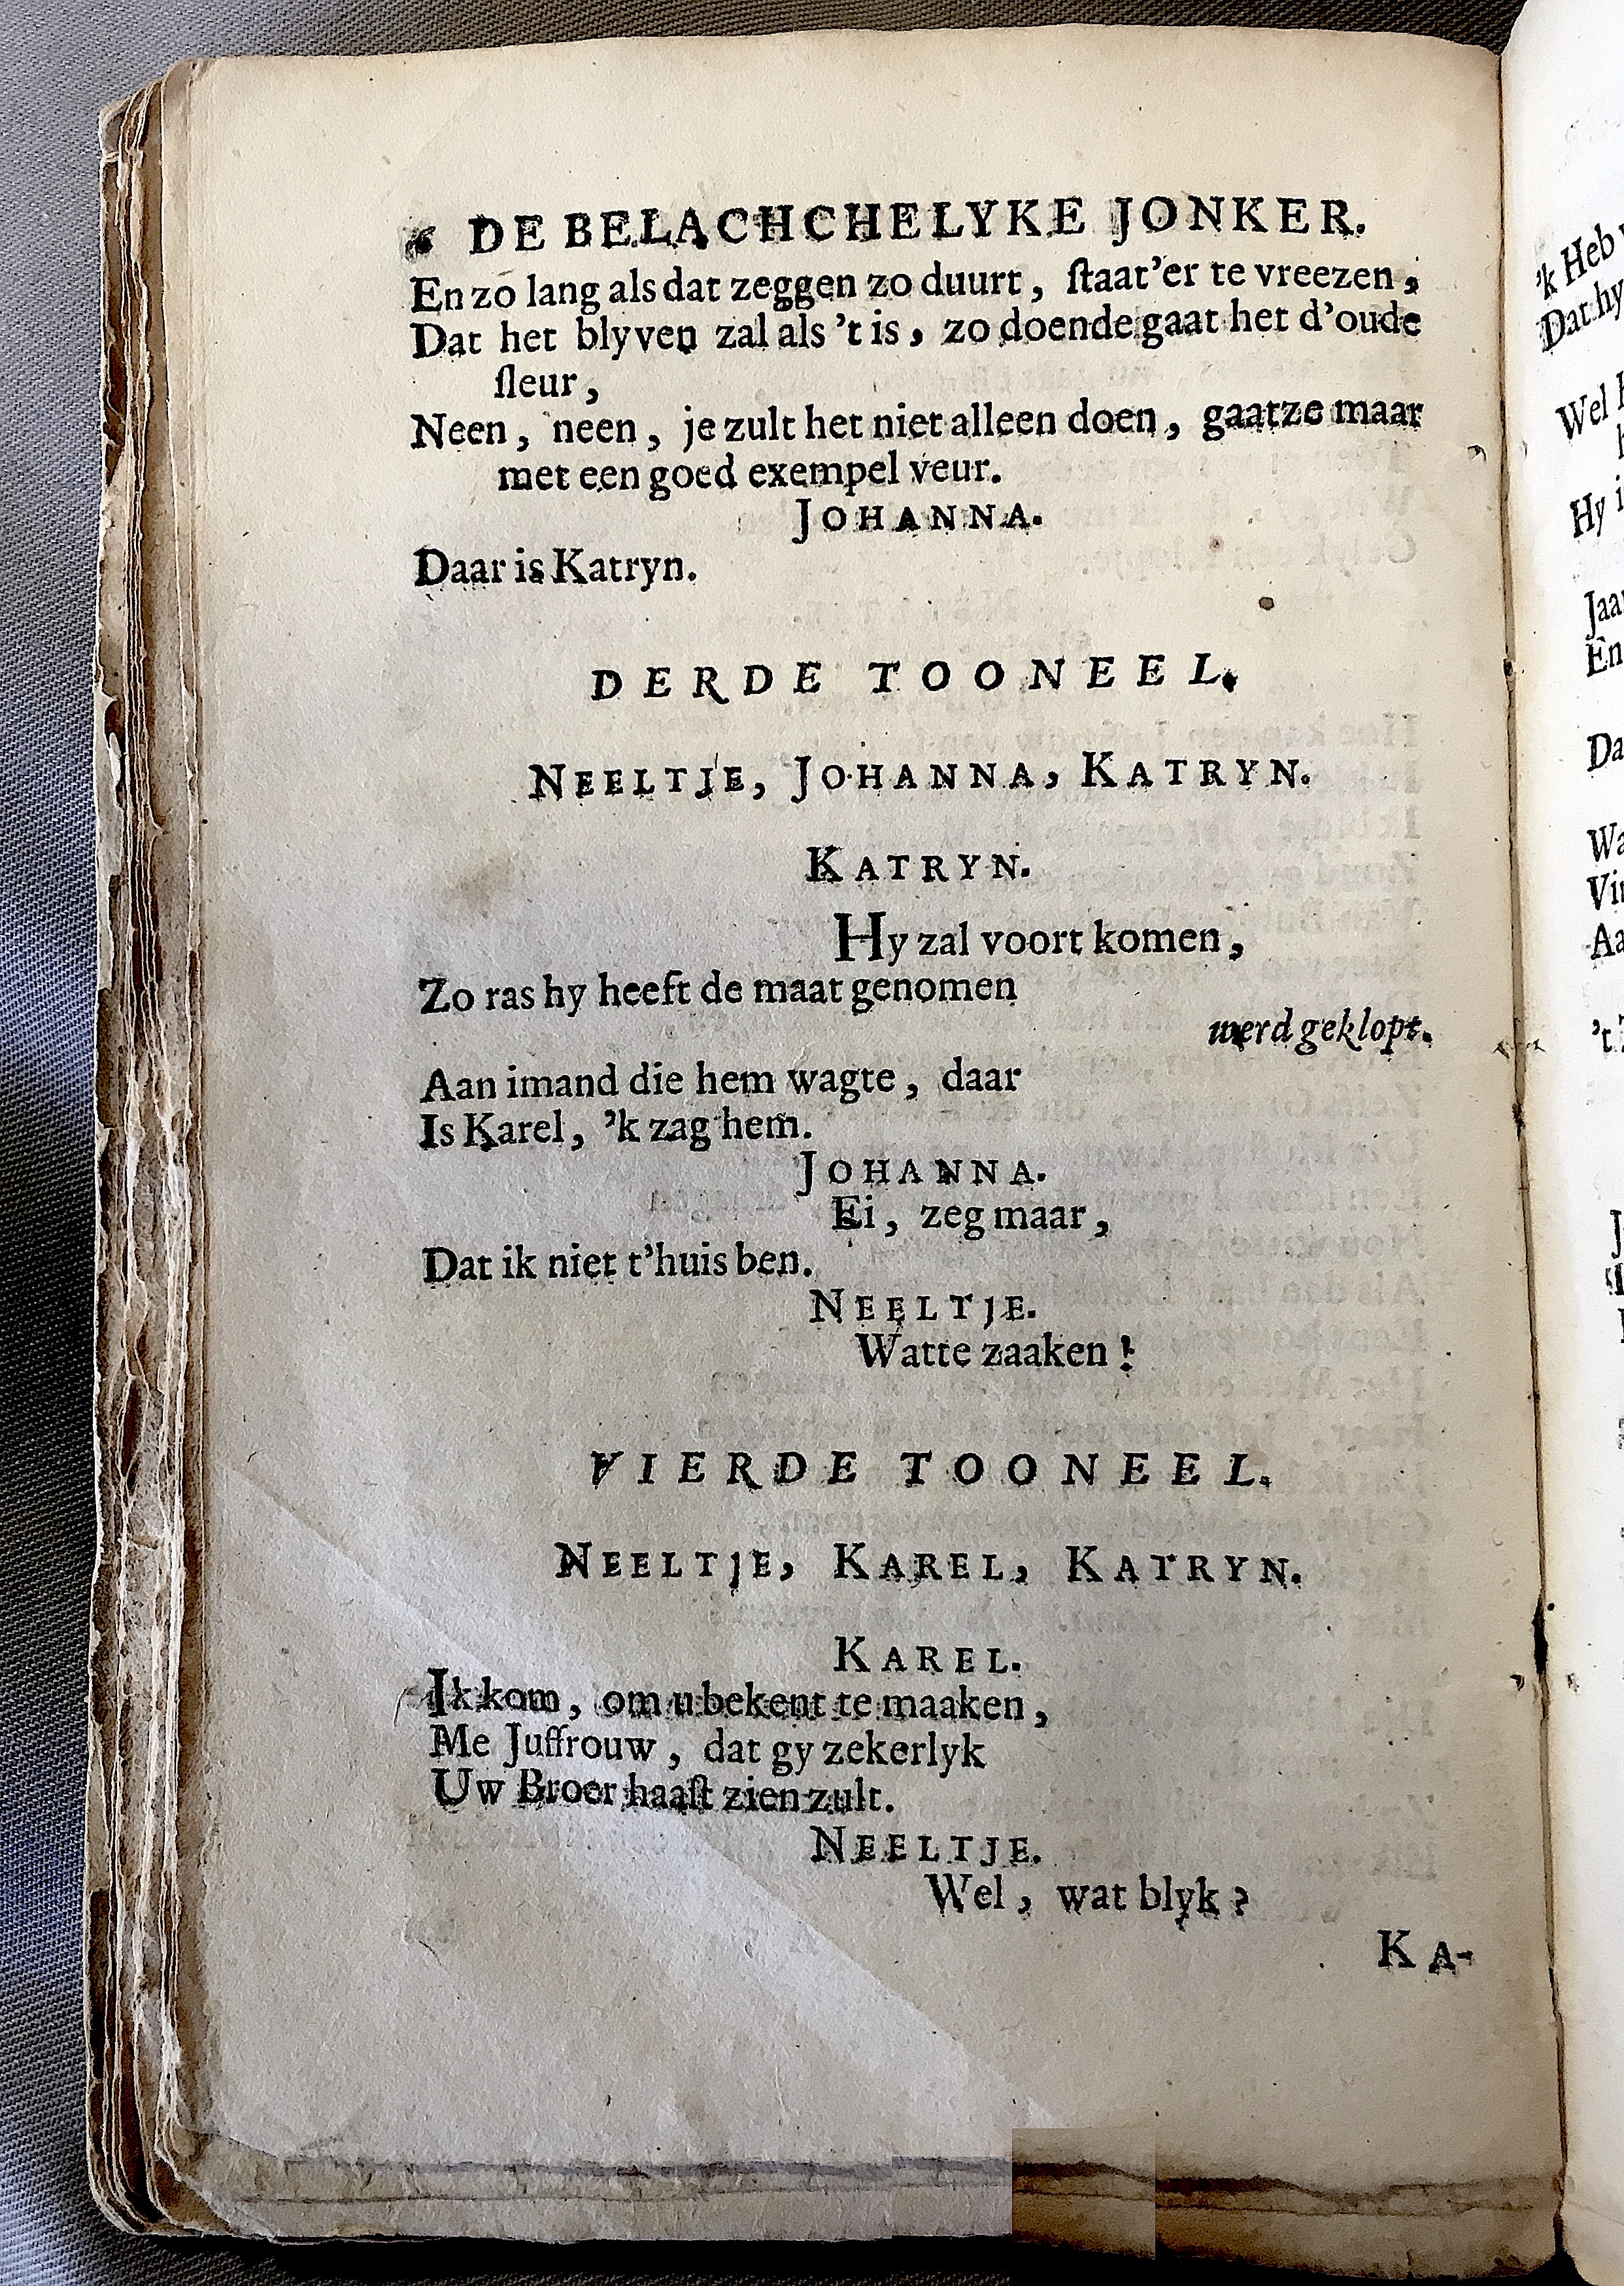 6 DE BELACHCHELYKE JONKER.
En zo lang als dat zeggen zo duurt, ſtaat'er te vreezen,
Dat het blyven zal als 't is, zo doende gaat het d'oude
ſleur,
Neen, neen, je zult het niet alleen doen, gaatze maar
met een goed exempel veur.
JOHANNA.
Daar is Katryn.
DERDE TOONEEL.
NEELTJE, JOHANNA, KATRYN.
KATRYN.
Hy zal voort komen,
Zo ras hy heeft de maat genomen
werd geklopt.
Aan imand die hem wagte, daar
Is Karel, 'k zag hem.
JOHANNA.
Ei, zeg maar,
Dat ik niet t'huis ben.
NEELTJE.
Watte zaaken!
VIERDE TOONEEL.
NEELTJE, KAREL, KATRYN.
KAREL.
Ik kom, om u bekent te maaken,
Me Juffrouw, dat gy zekerlyk
Uw Broer haaſt zien zult.
NEELTJE.
Wel, wat blyk?
KA-
'k Heb
Dat hy
Wel
Hy
En